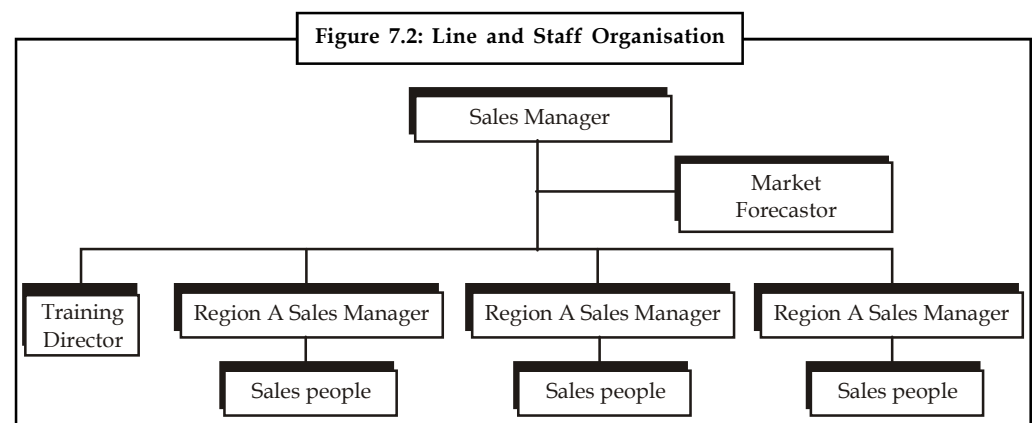 Figure 7.2: Line and Staff Organisation
Sales Manager
Market
Forecastor
Training
Director
Region A Sales Manager
Region A Sales Manager
Region A Sales Manager
Sales people
Sales people
Sales people